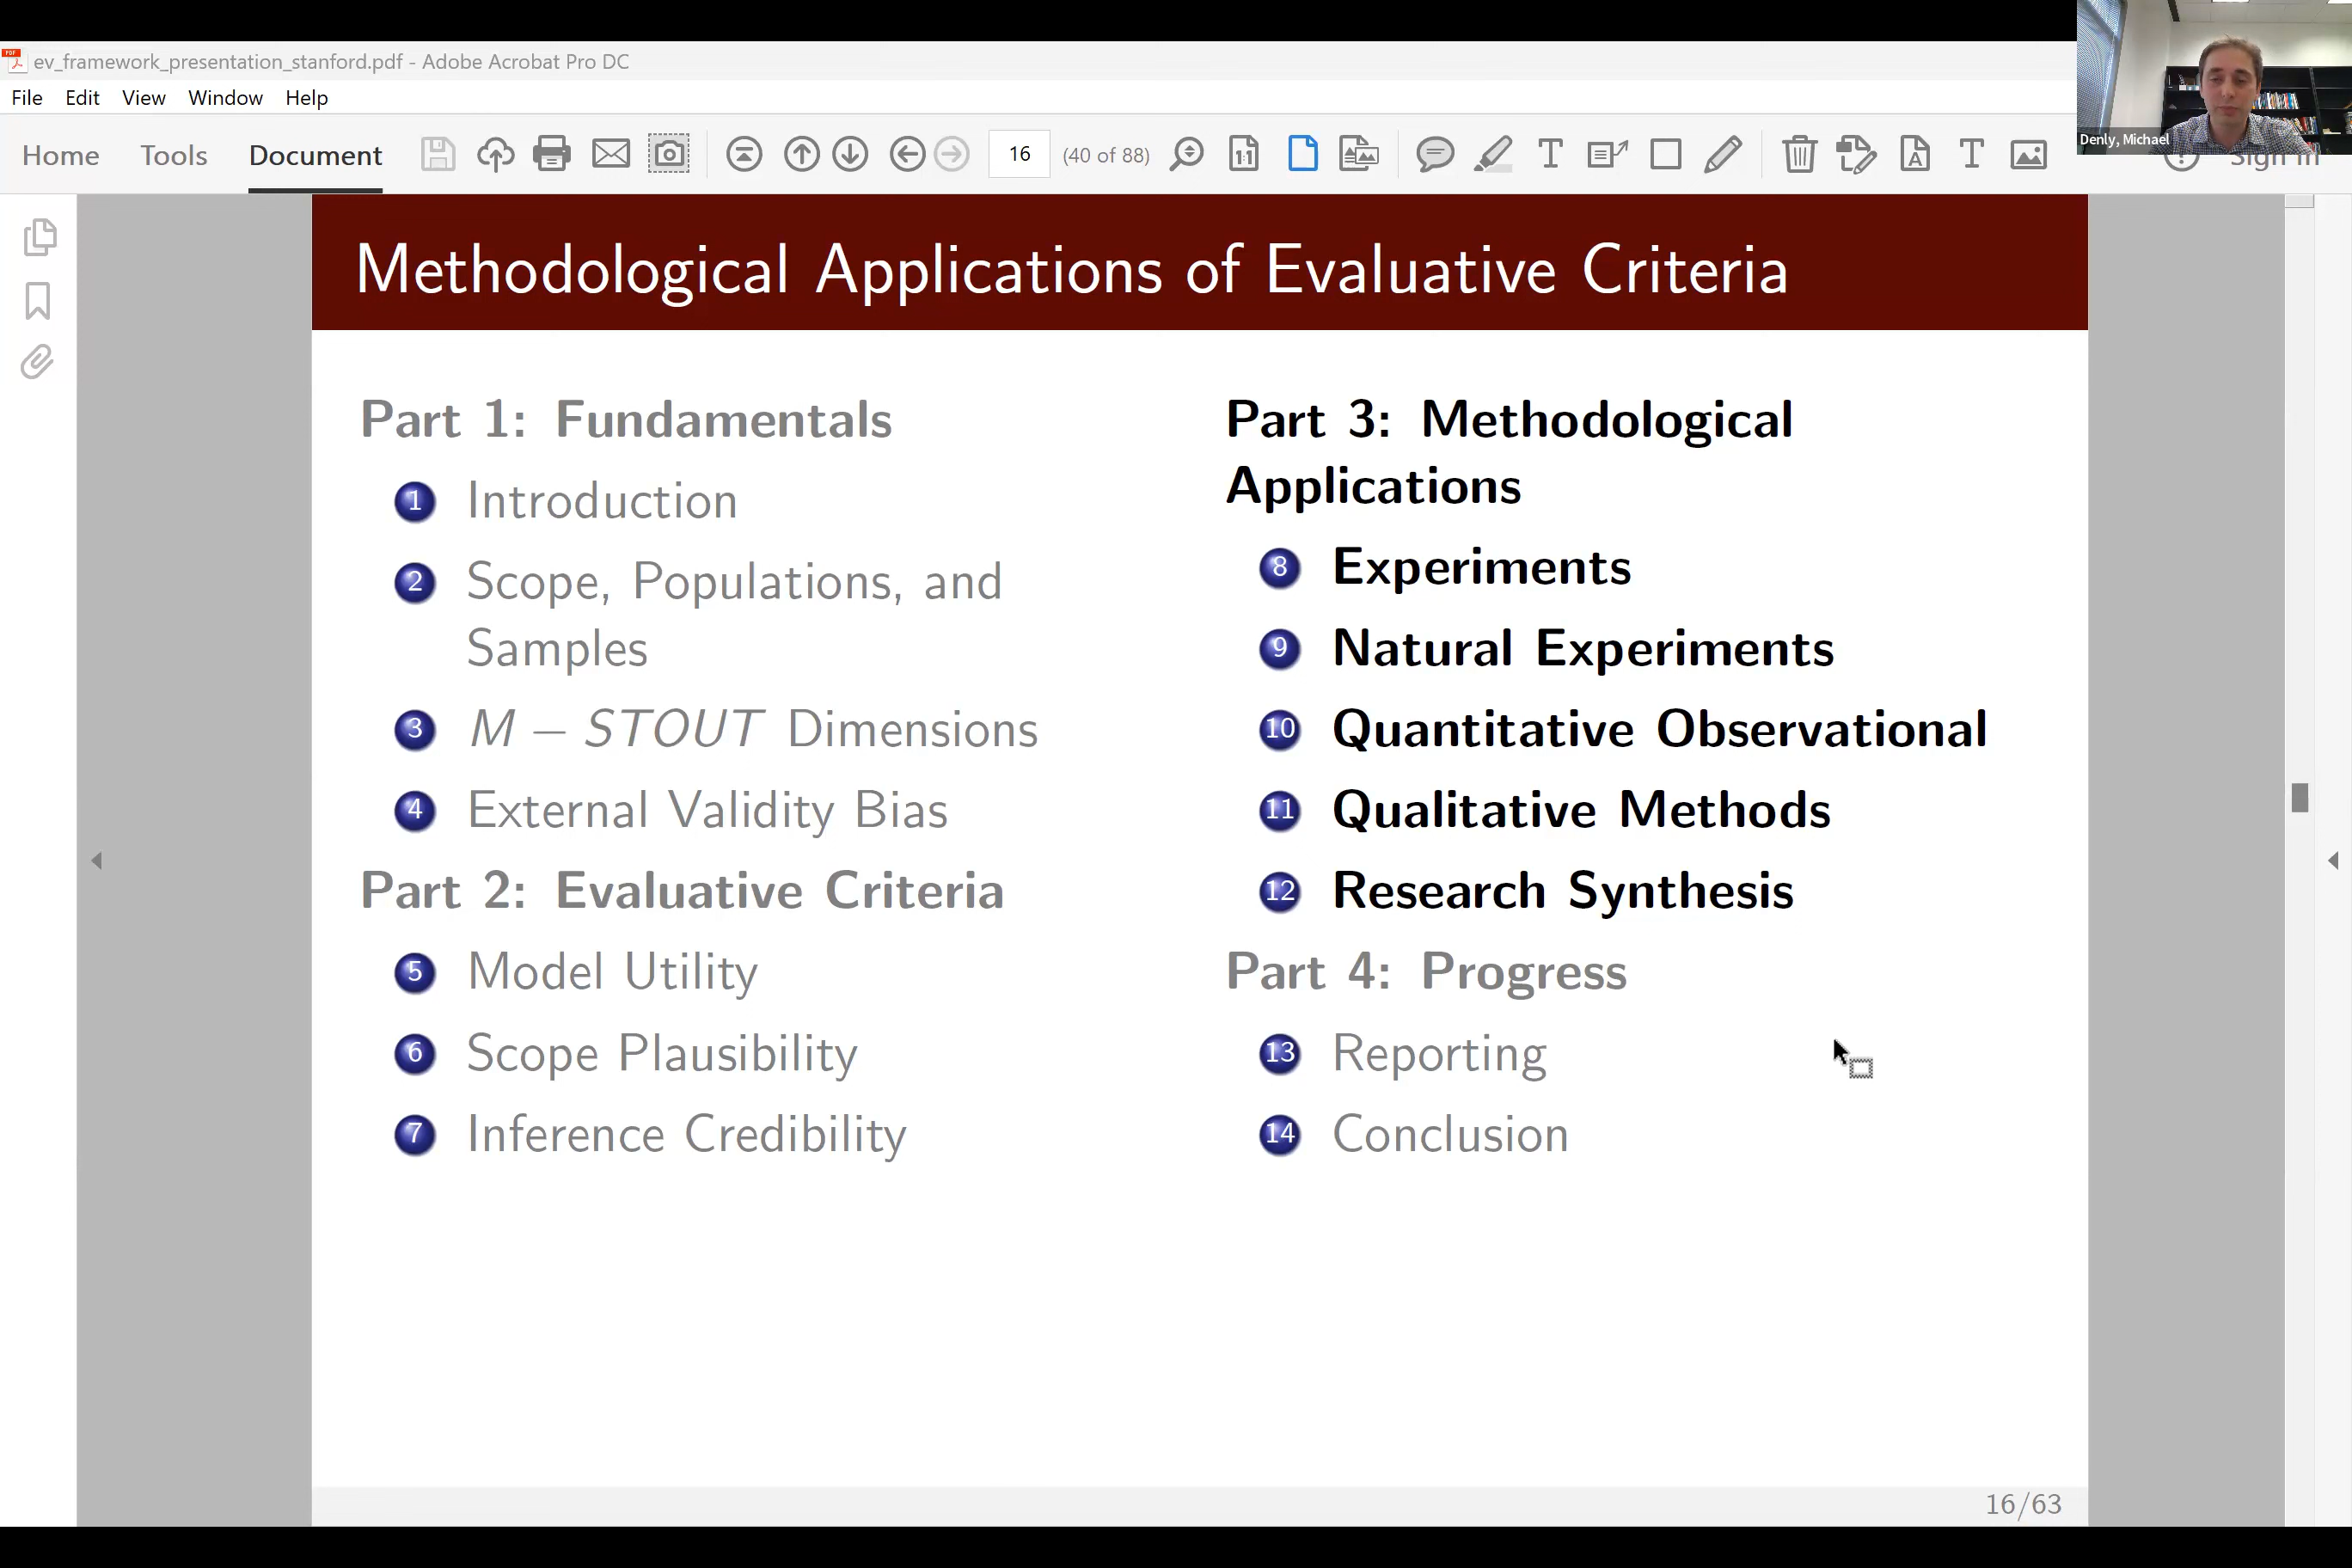 ev_framework_presentation_stanford.pdf - Adobe Acrobat Pro DC
File Edit View Window Help
Home Tools Document 16 (40 of 88) Sign In
Denly, Michael
Methodological Applications of Evaluative Criteria
Part 1: Fundamentals
1 Introduction
2 Scope, Populations, and
Samples
3 M – STOUT Dimensions
4 External Validity Bias
Part 2: Evaluative Criteria
5 Model Utility
6 Scope Plausibility
7 Inference Credibility
Part 3: Methodological
Applications
8 Experiments
9 Natural Experiments
10 Quantitative Observational
11 Qualitative Methods
12 Research Synthesis
Part 4: Progress
13 Reporting
14 Conclusion
16/63